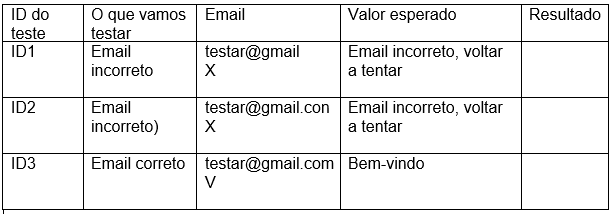 ID do teste O que vamos testar Email Valor esperado Resultado
ID1 Email incorreto testar@gmail X Email incorreto, voltar a tentar
ID2 Email incorreto) testar@gmail.con X Email incorreto, voltar a tentar
ID3 Email correto testar@gmail.com V Bem-vindo